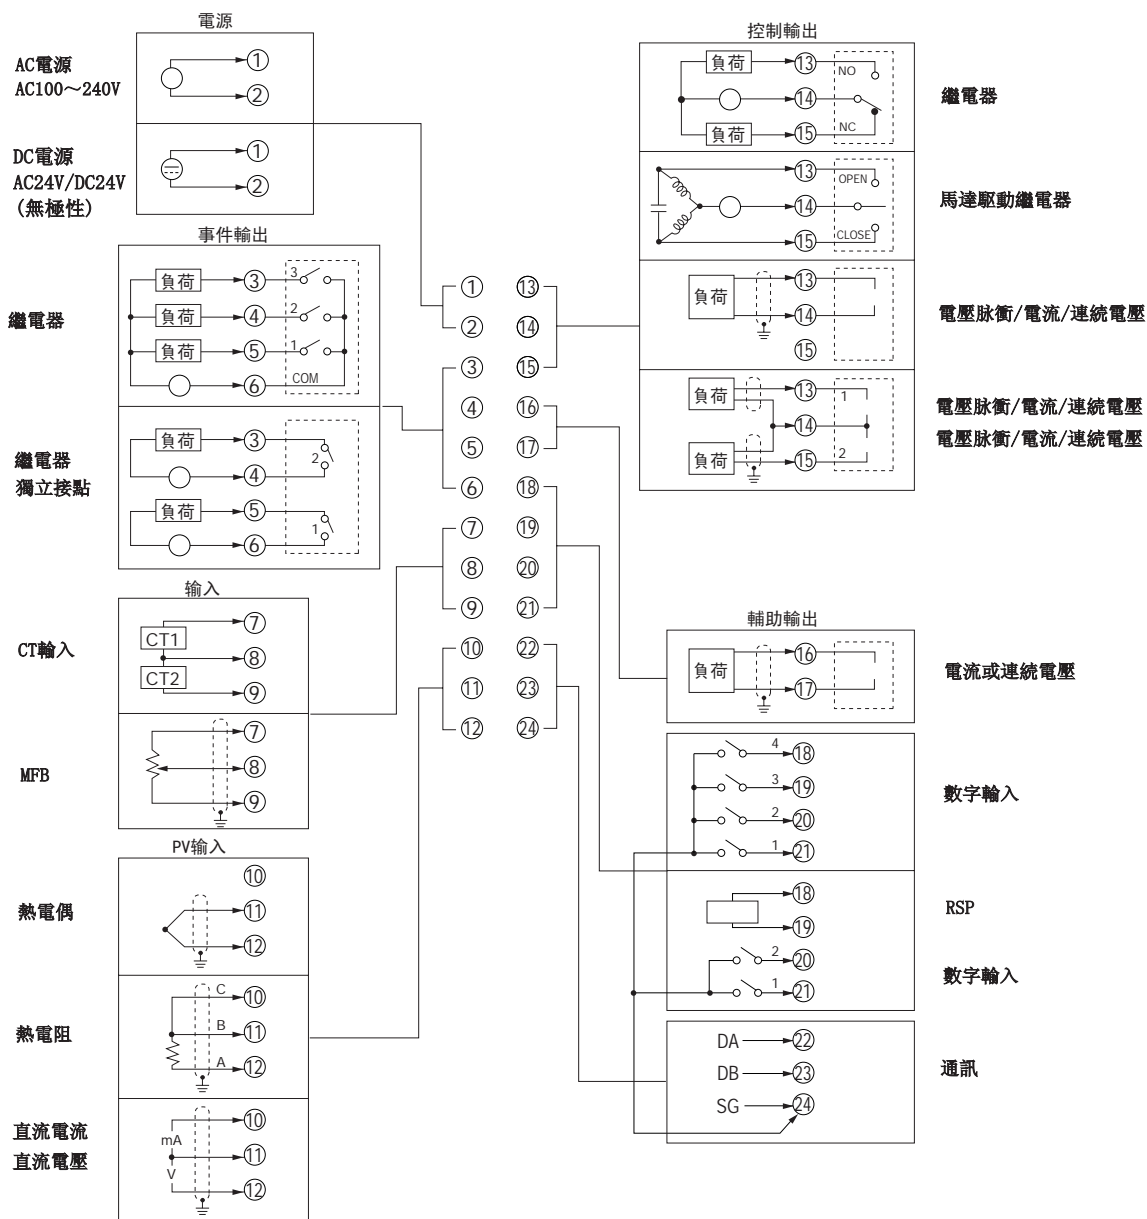 電源
AC電源
AC100～240V
①
②
DC電源
AC24V/DC24V
(無極性)
①
②
事件輸出
繼電器
負荷 ③ 3
負荷 ④ 2
負荷 ⑤ 1
⑥ COM
繼電器
獨立接點
負荷 ③
④ 2
負荷 ⑤
⑥ 1
输入
CT輸入
CT1 ⑦
⑧
CT2 ⑨
MFB
⑦
⑧
⑨
PV输入
熱電偶
⑩
⑪
⑫
熱電阻
C ⑩
B ⑪
A ⑫
直流電流
直流電壓
mA ⑩
⑪
V ⑫
① ⑬
② ⑭
③ ⑮
④ ⑯
⑤ ⑰
⑥ ⑱
⑦ ⑲
⑧ ⑳
⑨ ㉑
⑩ ㉒
⑪ ㉓
⑫ ㉔
控制輸出
負荷 ⑬ NO
⑭
負荷 ⑮ NC
繼電器
⑬ OPEN
⑭
⑮ CLOSE
馬達駆動繼電器
負荷 ⑬
⑭
⑮
電壓脉衝/電流/連続電壓
負荷 ⑬ 1
⑭
負荷 ⑮ 2
電壓脉衝/電流/連続電壓
電壓脉衝/電流/連続電壓
輔助輸出
負荷 ⑯
⑰
電流或連続電壓
4 ⑱
3 ⑲
2 ⑳
1 ㉑
數字輸入
⑱
⑲
RSP
2 ⑳
1 ㉑
數字輸入
DA ㉒
DB ㉓
SG ㉔
通訊